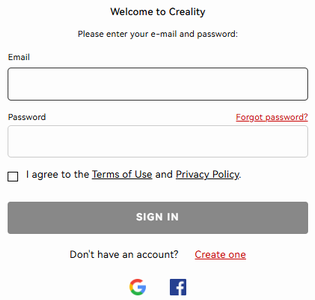 Welcome to Creality
Please enter your e-mail and password:
Email
Password Forgot password?
I agree to the Terms of Use and Privacy Policy.
SIGN IN
Don't have an account? Create one